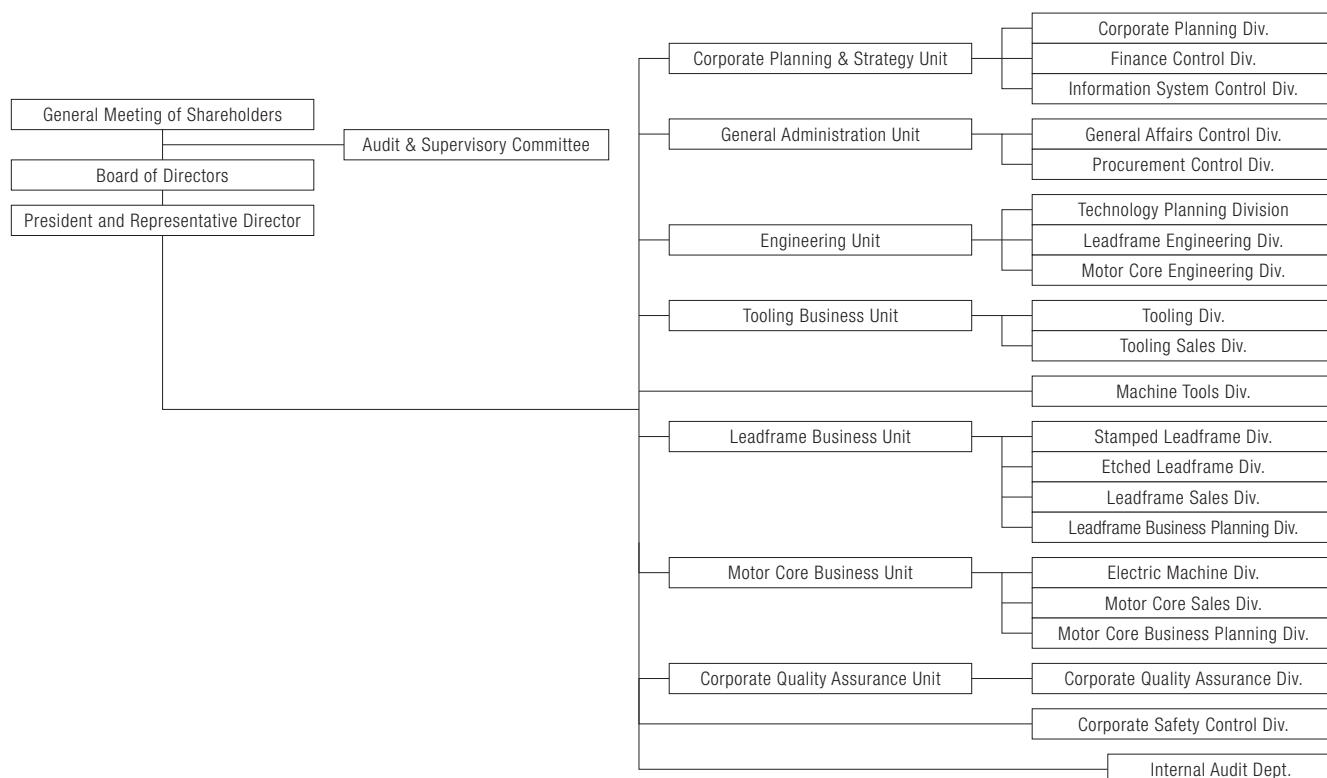 General Meeting of Shareholders
Audit & Supervisory Committee
Board of Directors
President and Representative Director
Corporate Planning & Strategy Unit
Corporate Planning Div.
Finance Control Div.
Information System Control Div.
General Administration Unit
General Affairs Control Div.
Procurement Control Div.
Engineering Unit
Technology Planning Division
Leadframe Engineering Div.
Motor Core Engineering Div.
Tooling Business Unit
Tooling Div.
Tooling Sales Div.
Machine Tools Div.
Leadframe Business Unit
Stamped Leadframe Div.
Etched Leadframe Div.
Leadframe Sales Div.
Leadframe Business Planning Div.
Motor Core Business Unit
Electric Machine Div.
Motor Core Sales Div.
Motor Core Business Planning Div.
Corporate Quality Assurance Unit
Corporate Quality Assurance Div.
Corporate Safety Control Div.
Internal Audit Dept.